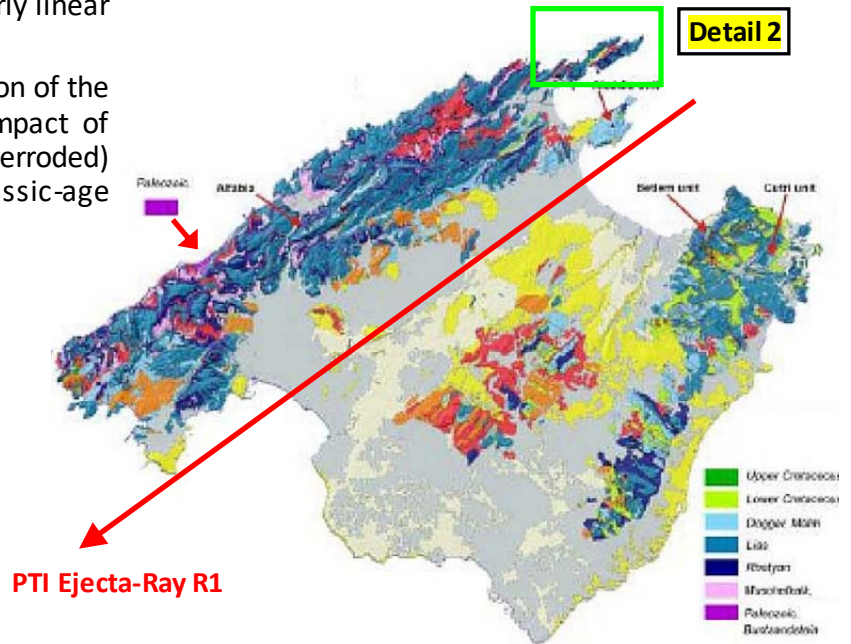 rly linear
on of the
mpact of
erroded)
ssic-age
Detail 2
Paleozoic
Alfabia
Betlem unit
Cutri unit
PTI Ejecta-Ray R1
Upper Cretaceous
Lower Cretaceous
Dogger Malm
Lias
Rhetyan
Muschelkalk,
Paleozoic,
Buntsandstein